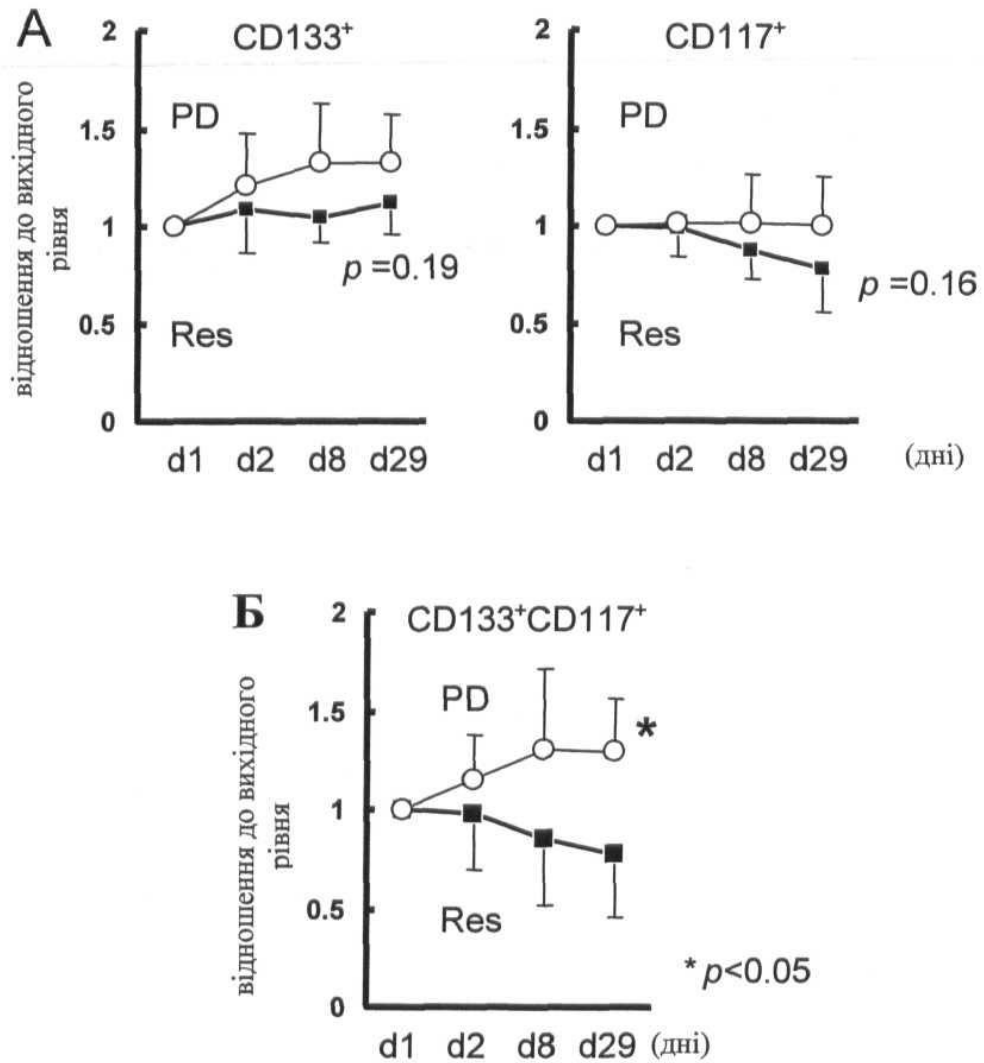 А
CD133⁺
CD117⁺
відношення до вихідного
рівня
2
1.5
1
0.5
0
PD
Res
p =0.19
d1 d2 d8 d29
2
1.5
1
0.5
0
PD
Res
p =0.16
d1 d2 d8 d29 (дні)
Б
CD133⁺CD117⁺
відношення до вихідного
рівня
2
1.5
1
0.5
0
PD
*
Res
* p<0.05
d1 d2 d8 d29 (дні)